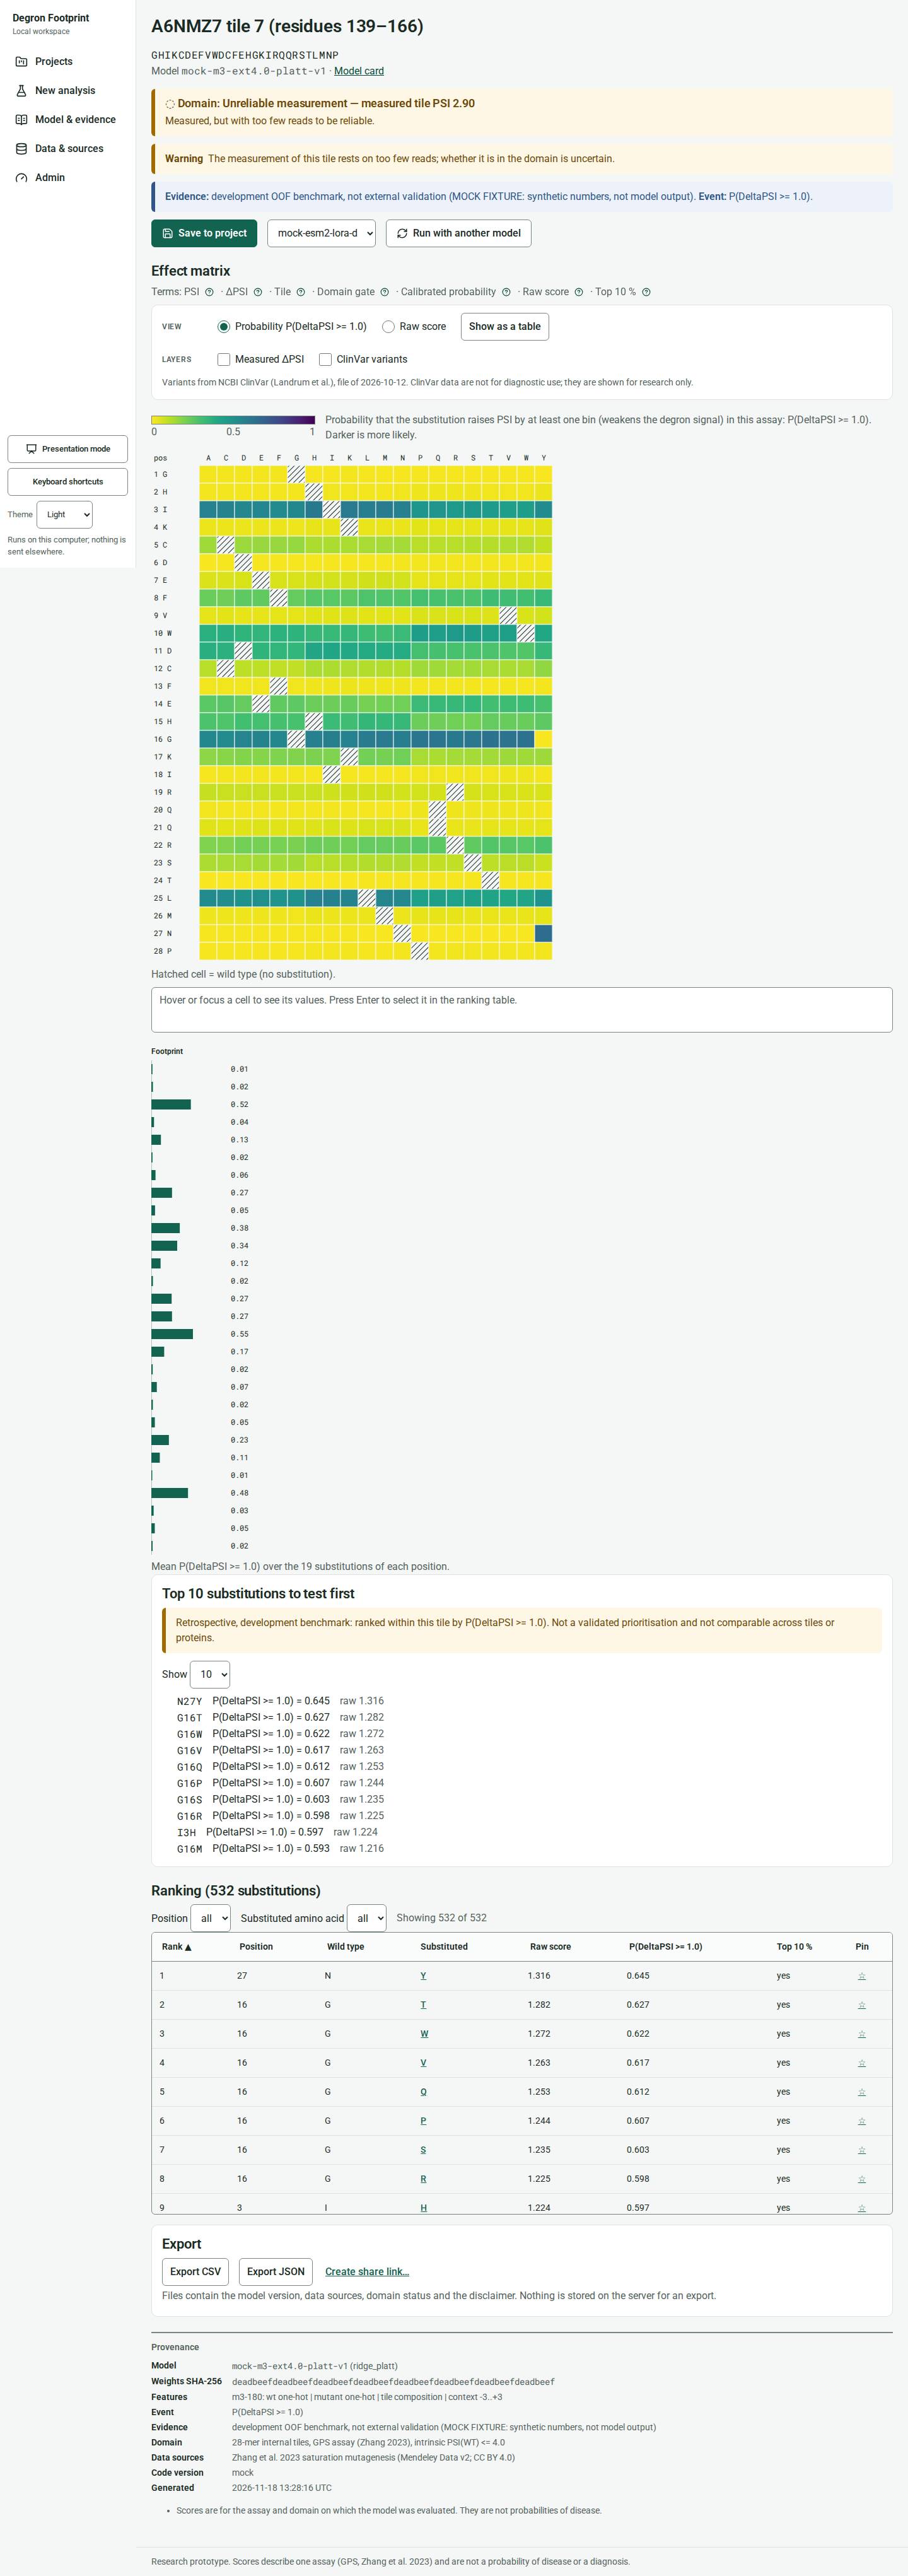 Degron Footprint
Local workspace
Projects
New analysis
Model & evidence
Data & sources
Admin
Presentation mode
Keyboard shortcuts
Theme Light
Runs on this computer; nothing is
sent elsewhere.
A6NMZ7 tile 7 (residues 139–166)
GHIKCDEFVWDCFEHGKIRQQRSTLMNP
Model mock-m3-ext4.0-platt-v1 · Model card
Domain: Unreliable measurement — measured tile PSI 2.90
Measured, but with too few reads to be reliable.
Warning The measurement of this tile rests on too few reads; whether it is in the domain is uncertain.
Evidence: development OOF benchmark, not external validation (MOCK FIXTURE: synthetic numbers, not model output). Event: P(DeltaPSI >= 1.0).
Save to project
mock-esm2-lora-d
Run with another model
Effect matrix
Terms: PSI · ΔPSI · Tile · Domain gate · Calibrated probability · Raw score · Top 10 %
VIEW Probability P(DeltaPSI >= 1.0) Raw score Show as a table
LAYERS Measured ΔPSI ClinVar variants
Variants from NCBI ClinVar (Landrum et al.), file of 2026-10-12. ClinVar data are not for diagnostic use; they are shown for research only.
0 0.5 1
Probability that the substitution raises PSI by at least one bin (weakens the degron signal) in this assay: P(DeltaPSI >= 1.0).
Darker is more likely.
pos A C D E F G H I K L M N P Q R S T V W Y
1 G
2 H
3 I
4 K
5 C
6 D
7 E
8 F
9 V
10 W
11 D
12 C
13 F
14 E
15 H
16 G
17 K
18 I
19 R
20 Q
21 Q
22 R
23 S
24 T
25 L
26 M
27 N
28 P
Hatched cell = wild type (no substitution).
Hover or focus a cell to see its values. Press Enter to select it in the ranking table.
Footprint
0.01
0.02
0.52
0.04
0.13
0.02
0.06
0.27
0.05
0.38
0.34
0.12
0.02
0.27
0.27
0.55
0.17
0.02
0.07
0.02
0.05
0.23
0.11
0.01
0.48
0.03
0.05
0.02
Mean P(DeltaPSI >= 1.0) over the 19 substitutions of each position.
Top 10 substitutions to test first
Retrospective, development benchmark: ranked within this tile by P(DeltaPSI >= 1.0). Not a validated prioritisation and not comparable across tiles or
proteins.
Show 10
N27Y P(DeltaPSI >= 1.0) = 0.645 raw 1.316
G16T P(DeltaPSI >= 1.0) = 0.627 raw 1.282
G16W P(DeltaPSI >= 1.0) = 0.622 raw 1.272
G16V P(DeltaPSI >= 1.0) = 0.617 raw 1.263
G16Q P(DeltaPSI >= 1.0) = 0.612 raw 1.253
G16P P(DeltaPSI >= 1.0) = 0.607 raw 1.244
G16S P(DeltaPSI >= 1.0) = 0.603 raw 1.235
G16R P(DeltaPSI >= 1.0) = 0.598 raw 1.225
I3H P(DeltaPSI >= 1.0) = 0.597 raw 1.224
G16M P(DeltaPSI >= 1.0) = 0.593 raw 1.216
Ranking (532 substitutions)
Position all Substituted amino acid all Showing 532 of 532
Rank ▲ Position Wild type Substituted Raw score P(DeltaPSI >= 1.0) Top 10 % Pin
1 27 N Y 1.316 0.645 yes ☆
2 16 G T 1.282 0.627 yes ☆
3 16 G W 1.272 0.622 yes ☆
4 16 G V 1.263 0.617 yes ☆
5 16 G Q 1.253 0.612 yes ☆
6 16 G P 1.244 0.607 yes ☆
7 16 G S 1.235 0.603 yes ☆
8 16 G R 1.225 0.598 yes ☆
9 3 I H 1.224 0.597 yes ☆
Export
Export CSV Export JSON Create share link…
Files contain the model version, data sources, domain status and the disclaimer. Nothing is stored on the server for an export.
Provenance
Model mock-m3-ext4.0-platt-v1 (ridge_platt)
Weights SHA-256 deadbeefdeadbeefdeadbeefdeadbeefdeadbeefdeadbeefdeadbeefdeadbeef
Features m3-180: wt one-hot | mutant one-hot | tile composition | context -3..+3
Event P(DeltaPSI >= 1.0)
Evidence development OOF benchmark, not external validation (MOCK FIXTURE: synthetic numbers, not model output)
Domain 28-mer internal tiles, GPS assay (Zhang 2023), intrinsic PSI(WT) <= 4.0
Data sources Zhang et al. 2023 saturation mutagenesis (Mendeley Data v2; CC BY 4.0)
Code version mock
Generated 2026-11-18 13:28:16 UTC
• Scores are for the assay and domain on which the model was evaluated. They are not probabilities of disease.
Research prototype. Scores describe one assay (GPS, Zhang et al. 2023) and are not a probability of disease or a diagnosis.